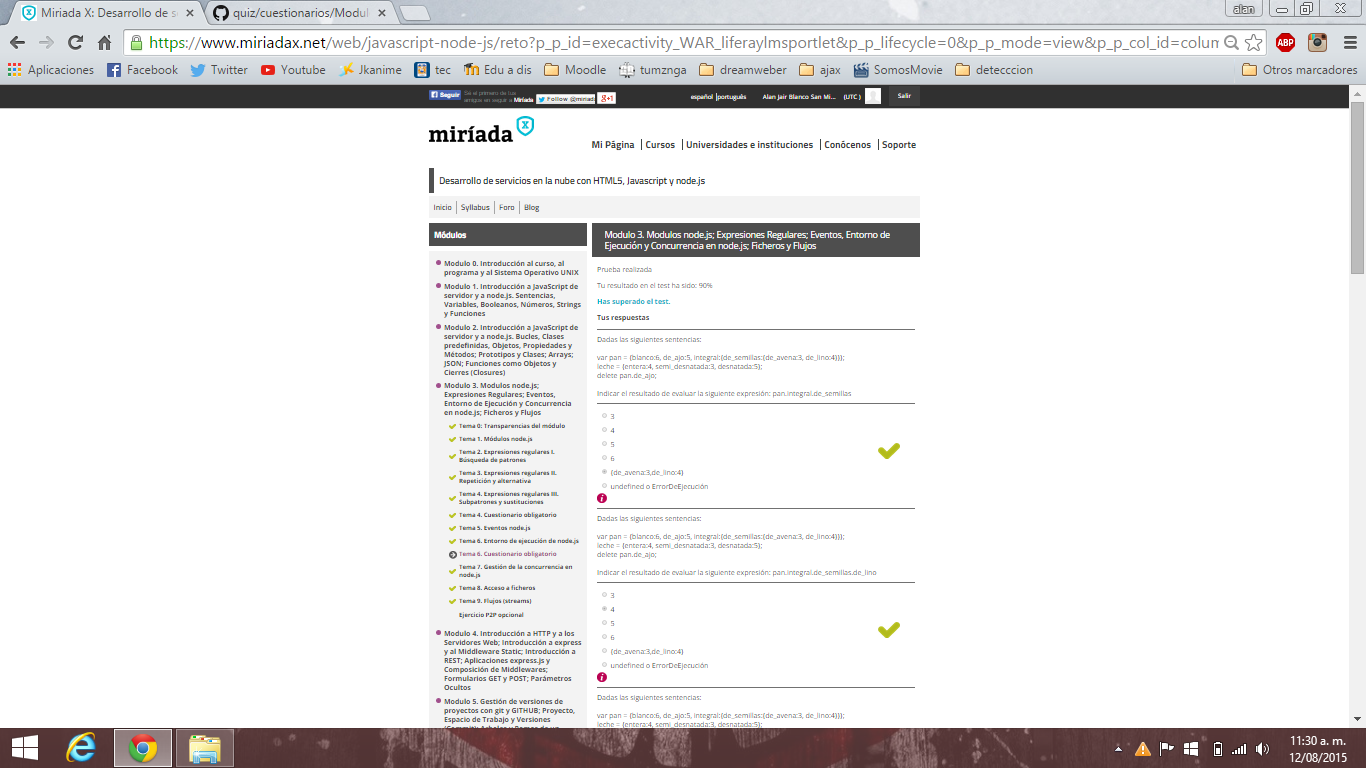 Miriada X: Desarrollo de se
quiz/cuestionarios/Modul
alan
https://www.miriadax.net/web/javascript-node-js/reto?p_p_id=execactivity_WAR_liferaylmsportlet&p_p_lifecycle=0&p_p_mode=view&p_p_col_id=colum
Aplicaciones
Facebook
Twitter
Youtube
Jkanime
tec
Edu a dis
Moodle
tumznga
dreamweber
ajax
SomosMovie
detecccion
Otros marcadores
Seguir
Sé el primero de tus
amigos en seguir a Miríada
Follow @miriad
g+1
español |português
Alan Jair Blanco San Mi...
(UTC )
Salir
miríada X
Mi Página | Cursos | Universidades e instituciones | Conócenos | Soporte
Desarrollo de servicios en la nube con HTML5, Javascript y node.js
Inicio | Syllabus | Foro | Blog
Módulos
Modulo 0. Introducción al curso, al
programa y al Sistema Operativo UNIX
Modulo 1. Introducción a JavaScript de
servidor y a node.js. Sentencias,
Variables, Booleanos, Números, Strings
y Funciones
Modulo 2. Introducción a JavaScript de
servidor y a node.js. Bucles, Clases
predefinidas, Objetos, Propiedades y
Métodos; Prototipos y Clases; Arrays;
JSON; Funciones como Objetos y
Cierres (Closures)
Modulo 3. Modulos node.js;
Expresiones Regulares; Eventos,
Entorno de Ejecución y Concurrencia
en node.js; Ficheros y Flujos
Tema 0: Transparencias del módulo
Tema 1. Módulos node.js
Tema 2. Expresiones regulares I.
Búsqueda de patrones
Tema 3. Expresiones regulares II.
Repetición y alternativa
Tema 4. Expresiones regulares III.
Subpatrones y sustituciones
Tema 4. Cuestionario obligatorio
Tema 5. Eventos node.js
Tema 6. Entorno de ejecución de node.js
Tema 6. Cuestionario obligatorio
Tema 7. Gestión de la concurrencia en
node.js
Tema 8. Acceso a ficheros
Tema 9. Flujos (streams)
Ejercicio P2P opcional
Modulo 4. Introducción a HTTP y a los
Servidores Web; Introducción a express
y al Middleware Static; Introducción a
REST; Aplicaciones express.js y
Composición de Middlewares;
Formularios GET y POST; Parámetros
Ocultos
Modulo 5. Gestión de versiones de
proyectos con git y GITHUB; Proyecto,
Espacio de Trabajo y Versiones
Modulo 3. Modulos node.js; Expresiones Regulares; Eventos, Entorno de
Ejecución y Concurrencia en node.js; Ficheros y Flujos
Prueba realizada
Tu resultado en el test ha sido: 90%
Has superado el test.
Tus respuestas
Dadas las siguientes sentencias:
var pan = {blanco:6, de_ajo:5, integral:{de_semillas:{de_avena:3, de_lino:4}}};
leche = {entera:4, semi_desnatada:3, desnatada:5};
delete pan.de_ajo;
Indicar el resultado de evaluar la siguiente expresión: pan.integral.de_semillas
3
4
5
6
{de_avena:3,de_lino:4}
undefined o ErrorDeEjecución
Dadas las siguientes sentencias:
var pan = {blanco:6, de_ajo:5, integral:{de_semillas:{de_avena:3, de_lino:4}}};
leche = {entera:4, semi_desnatada:3, desnatada:5};
delete pan.de_ajo;
Indicar el resultado de evaluar la siguiente expresión: pan.integral.de_semillas.de_lino
3
4
5
6
{de_avena:3,de_lino:4}
undefined o ErrorDeEjecución
Dadas las siguientes sentencias:
var pan = {blanco:6, de_ajo:5, integral:{de_semillas:{de_avena:3, de_lino:4}}};
leche = {entera:4, semi_desnatada:3, desnatada:5};
11:30 a. m.
12/08/2015